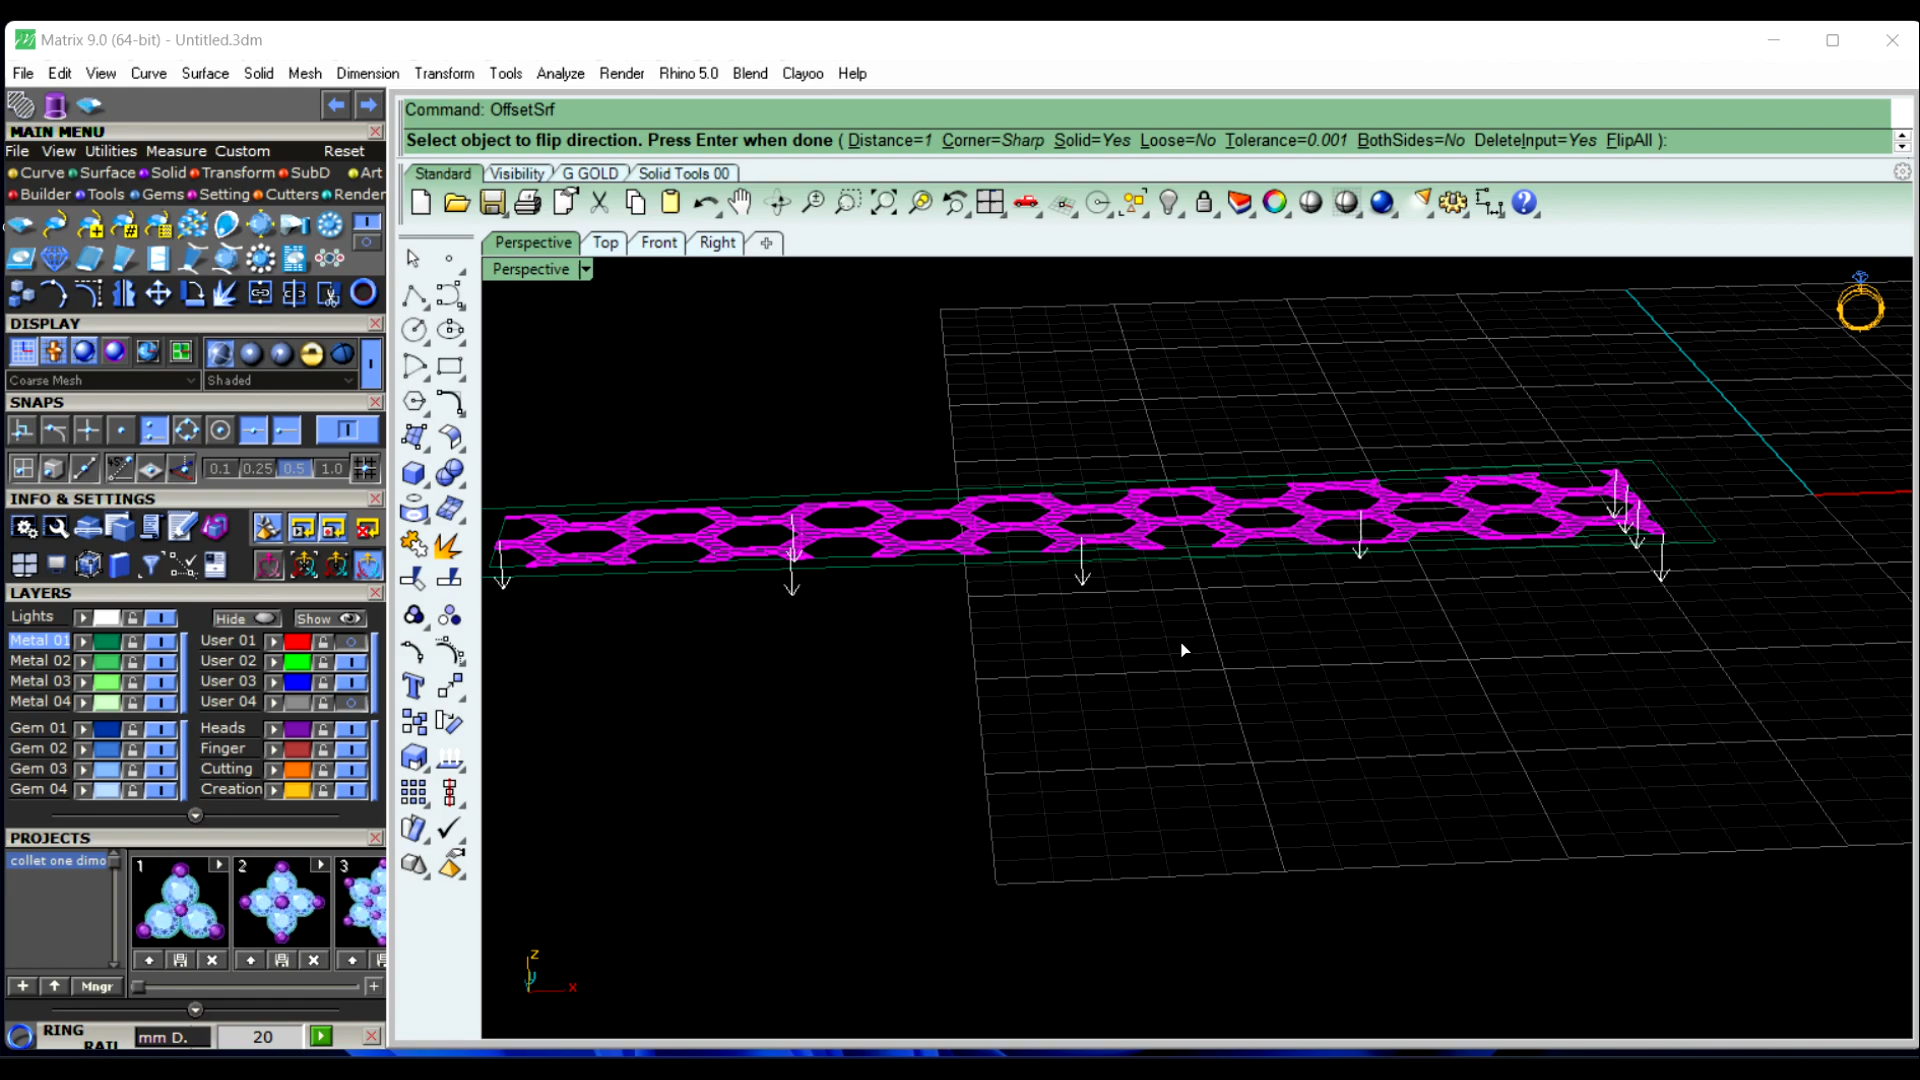 Matrix 9.0 (64-bit) - Untitled.3dm
File Edit View Curve Surface Solid Mesh Dimension Transform Tools Analyze Render Rhino 5.0 Blend Clayoo Help
Command: OffsetSrf
Select object to flip direction. Press Enter when done ( Distance=1 Corner=Sharp Solid=Yes Loose=No Tolerance=0.001 BothSides=No DeleteInput=Yes FlipAll ):
Standard Visibility G GOLD Solid Tools 00
Perspective Top Front Right
Perspective
MAIN MENU
File View Utilities Measure Custom Reset
Curve Surface Solid Transform SubD Art
Builder Tools Gems Setting Cutters Render
DISPLAY
Coarse Mesh Shaded
SNAPS
45°
0.1 0.25 0.5 1.0
INFO & SETTINGS
LAYERS
Lights Hide Show
Metal 01 User 01
Metal 02 User 02
Metal 03 User 03
Metal 04 User 04
Gem 01 Heads
Gem 02 Finger
Gem 03 Cutting
Gem 04 Creation
PROJECTS
collet one dimo
1 2 3
Mngr
RING RAIL mm D. 20
z
y
x